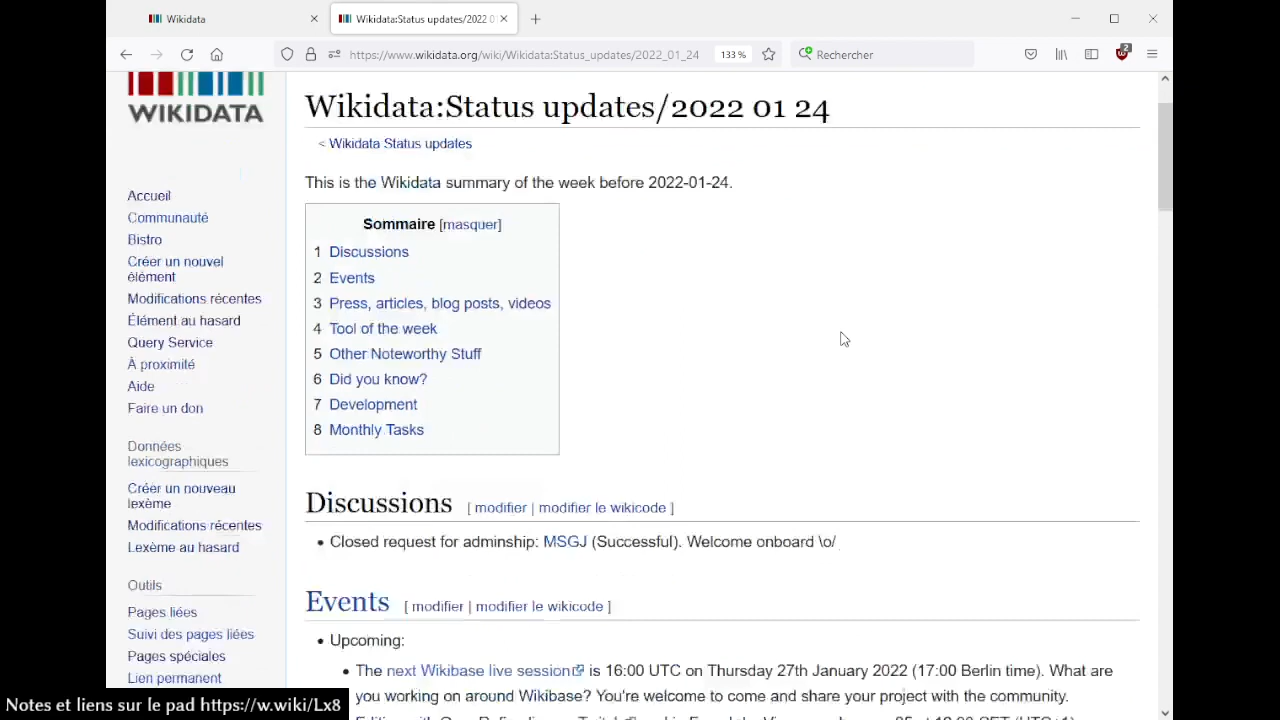 Wikidata
Wikidata:Status updates/2022 0
https://www.wikidata.org/wiki/Wikidata:Status_updates/2022_01_24
133 %
Rechercher
2
WIKIDATA
Accueil
Communauté
Bistro
Créer un nouvel
élément
Modifications récentes
Élément au hasard
Query Service
À proximité
Aide
Faire un don
Données
lexicographiques
Créer un nouveau
lexème
Modifications récentes
Lexème au hasard
Outils
Pages liées
Suivi des pages liées
Pages spéciales
Lien permanent
Wikidata:Status updates/2022 01 24
< Wikidata Status updates
This is the Wikidata summary of the week before 2022-01-24.
Sommaire [masquer]
1 Discussions
2 Events
3 Press, articles, blog posts, videos
4 Tool of the week
5 Other Noteworthy Stuff
6 Did you know?
7 Development
8 Monthly Tasks
Discussions [ modifier | modifier le wikicode ]
• Closed request for adminship: MSGJ (Successful). Welcome onboard \o/
Events [ modifier | modifier le wikicode ]
• Upcoming:
• The next Wikibase live session is 16:00 UTC on Thursday 27th January 2022 (17:00 Berlin time). What are
you working on around Wikibase? You're welcome to come and share your project with the community.
Notes et liens sur le pad https://w.wiki/Lx8